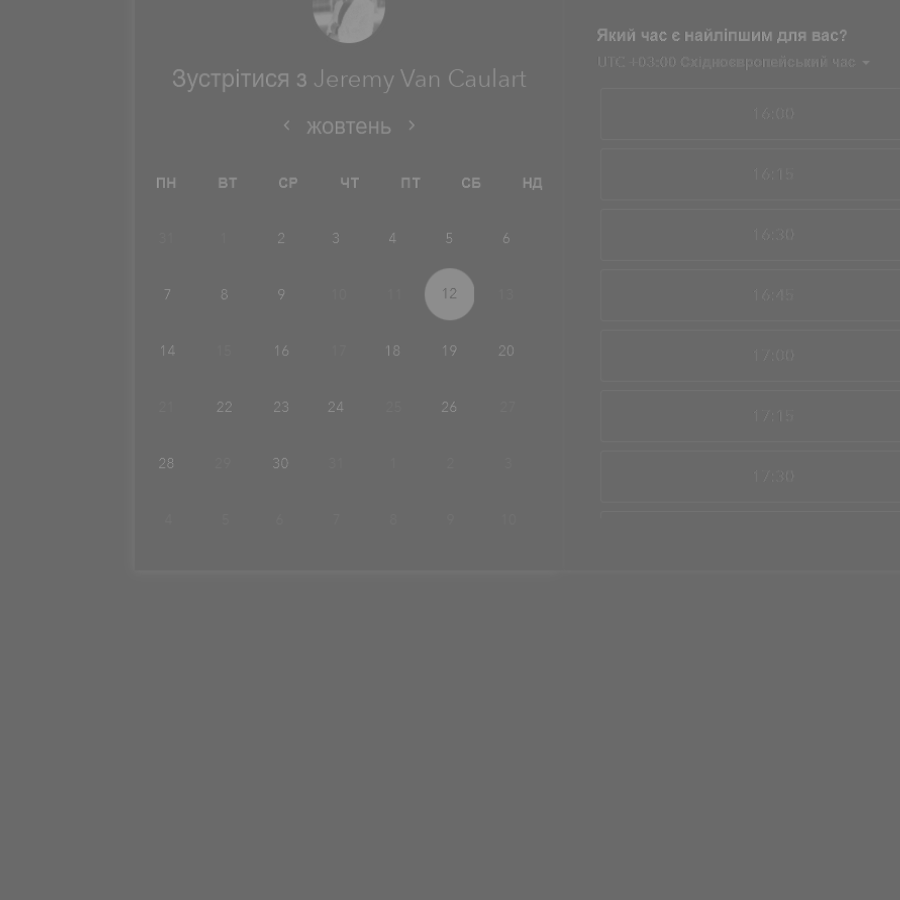 Зустрітися з Jeremy Van Caulart
жовтень
ПН ВТ СР ЧТ ПТ СБ НД
31 1 2 3 4 5 6
7 8 9 10 11 12 13
14 15 16 17 18 19 20
21 22 23 24 25 26 27
28 29 30 31 1 2 3
4 5 6 7 8 9 10
Який час є найліпшим для вас?
UTC +03:00 Східноєвропейський час
16:00
16:15
16:30
16:45
17:00
17:15
17:30